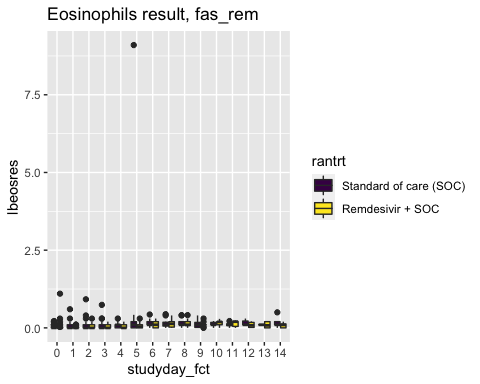 Eosinophils result, fas_rem
lbeosres
7.5
5.0
2.5
0.0
0 1 2 3 4 5 6 7 8 9 10 11 12 13 14
studyday_fct
rantrt
Standard of care (SOC)
Remdesivir + SOC